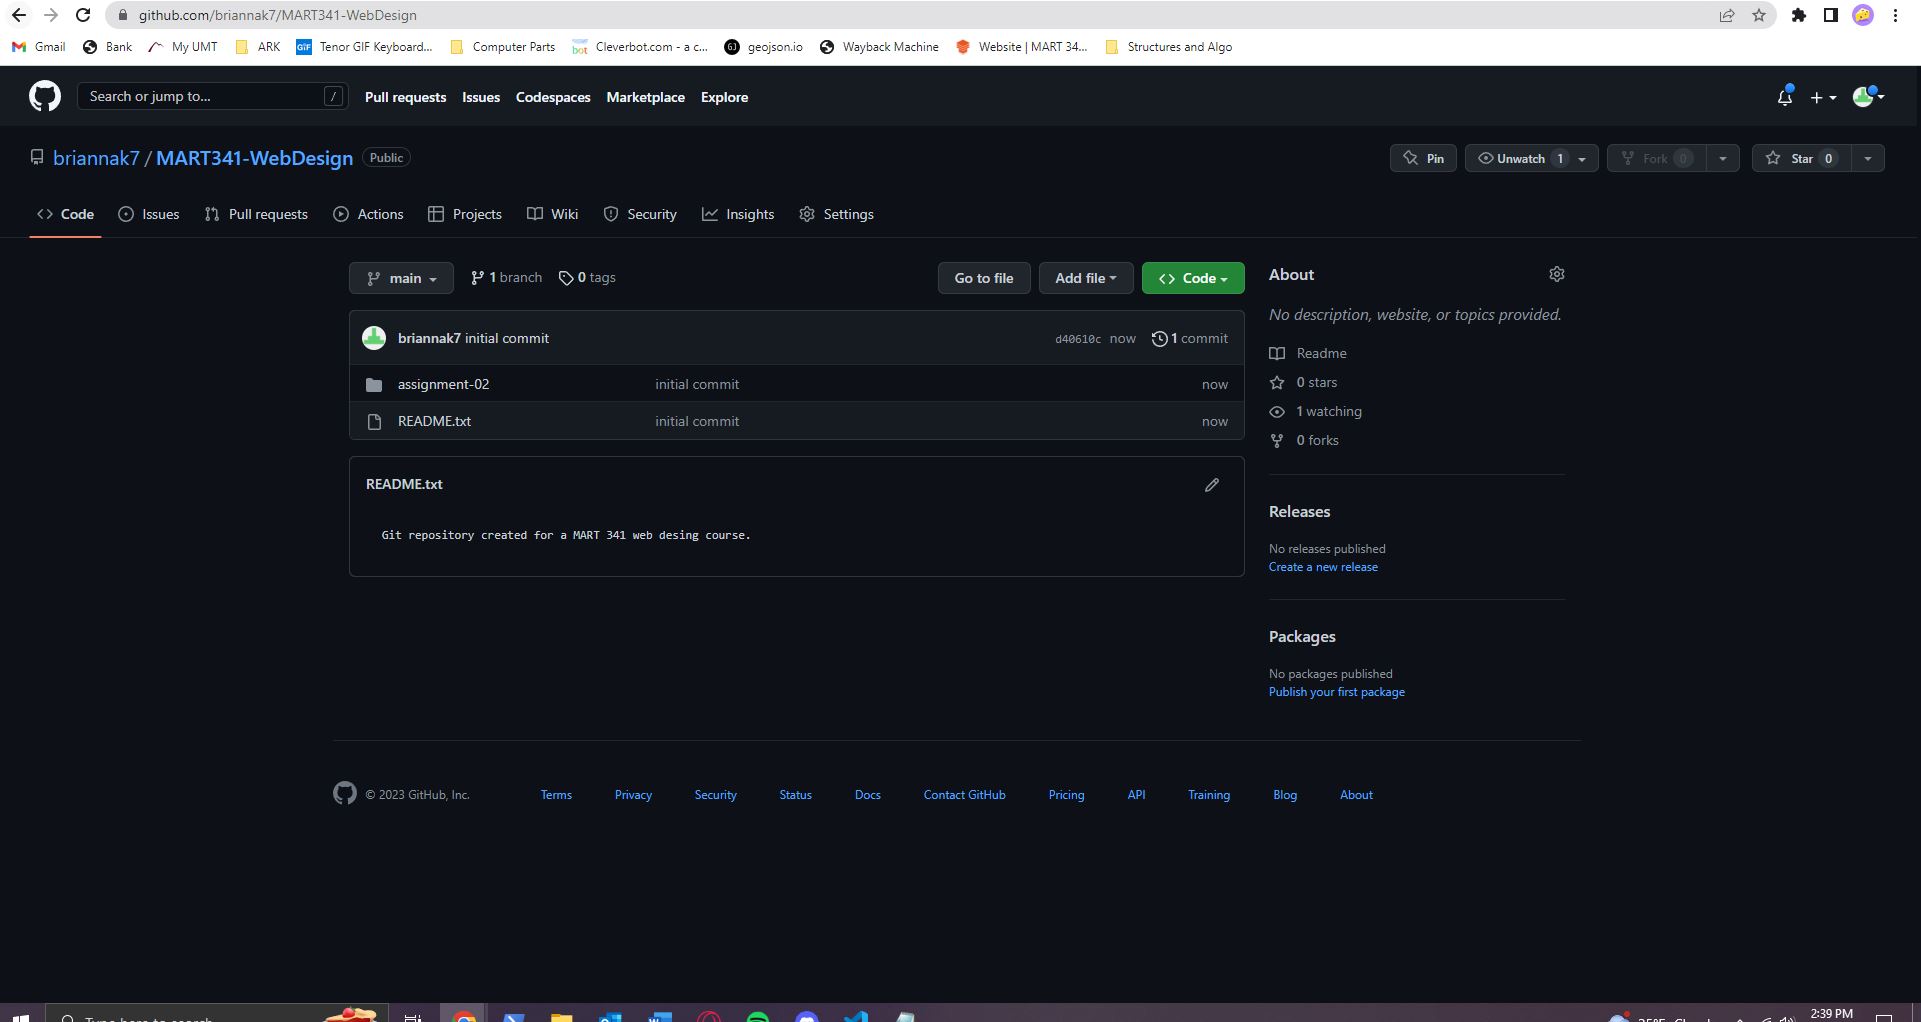 github.com/briannak7/MART341-WebDesign
Gmail Bank My UMT ARK GIF Tenor GIF Keyboard... Computer Parts bot Cleverbot.com - a c... GJ geojson.io Wayback Machine Website | MART 34... Structures and Algo
Search or jump to... / Pull requests Issues Codespaces Marketplace Explore
briannak7 / MART341-WebDesign Public Pin Unwatch 1 Fork 0 Star 0
Code Issues Pull requests Actions Projects Wiki Security Insights Settings
main 1 branch 0 tags Go to file Add file Code
briannak7 initial commit d40610c now 1 commit
assignment-02 initial commit now
README.txt initial commit now
README.txt
Git repository created for a MART 341 web desing course.
About
No description, website, or topics provided.
Readme
0 stars
1 watching
0 forks
Releases
No releases published
Create a new release
Packages
No packages published
Publish your first package
© 2023 GitHub, Inc. Terms Privacy Security Status Docs Contact GitHub Pricing API Training Blog About
Type here to search
2:39 PM